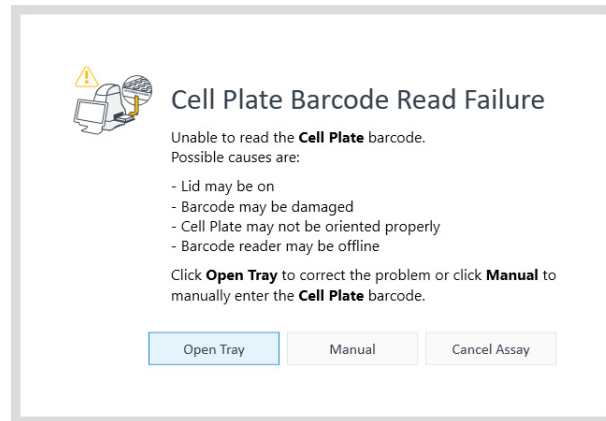 Cell Plate Barcode Read Failure
Unable to read the Cell Plate barcode.
Possible causes are:
- Lid may be on
- Barcode may be damaged
- Cell Plate may not be oriented properly
- Barcode reader may be offline
Click Open Tray to correct the problem or click Manual to
manually enter the Cell Plate barcode.
Open Tray Manual Cancel Assay